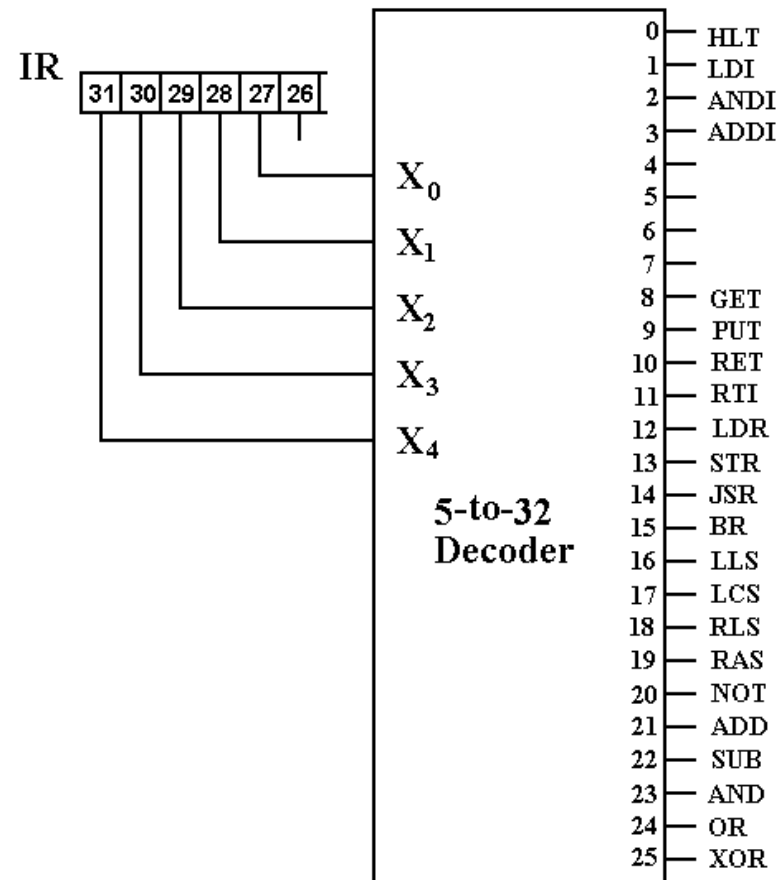 IR
31 30 29 28 27 26
X0
X1
X2
X3
X4
5-to-32
Decoder
0 HLT
1 LDI
2 ANDI
3 ADDI
4
5
6
7
8 GET
9 PUT
10 RET
11 RTI
12 LDR
13 STR
14 JSR
15 BR
16 LLS
17 LCS
18 RLS
19 RAS
20 NOT
21 ADD
22 SUB
23 AND
24 OR
25 XOR